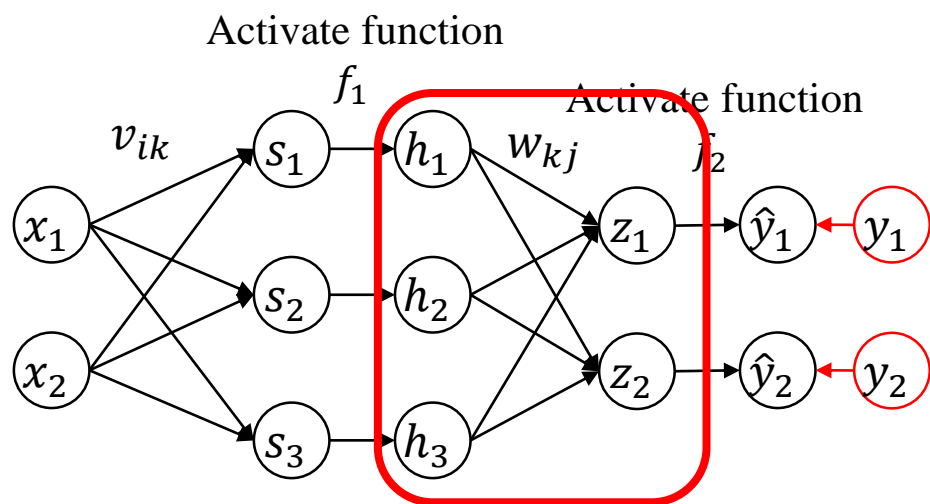 Activate function
f₁
Activate function
f₂
vᵢₖ
wₖⱼ
s₁
h₁
x₁
z₁
ŷ₁
y₁
s₂
h₂
x₂
z₂
ŷ₂
y₂
s₃
h₃